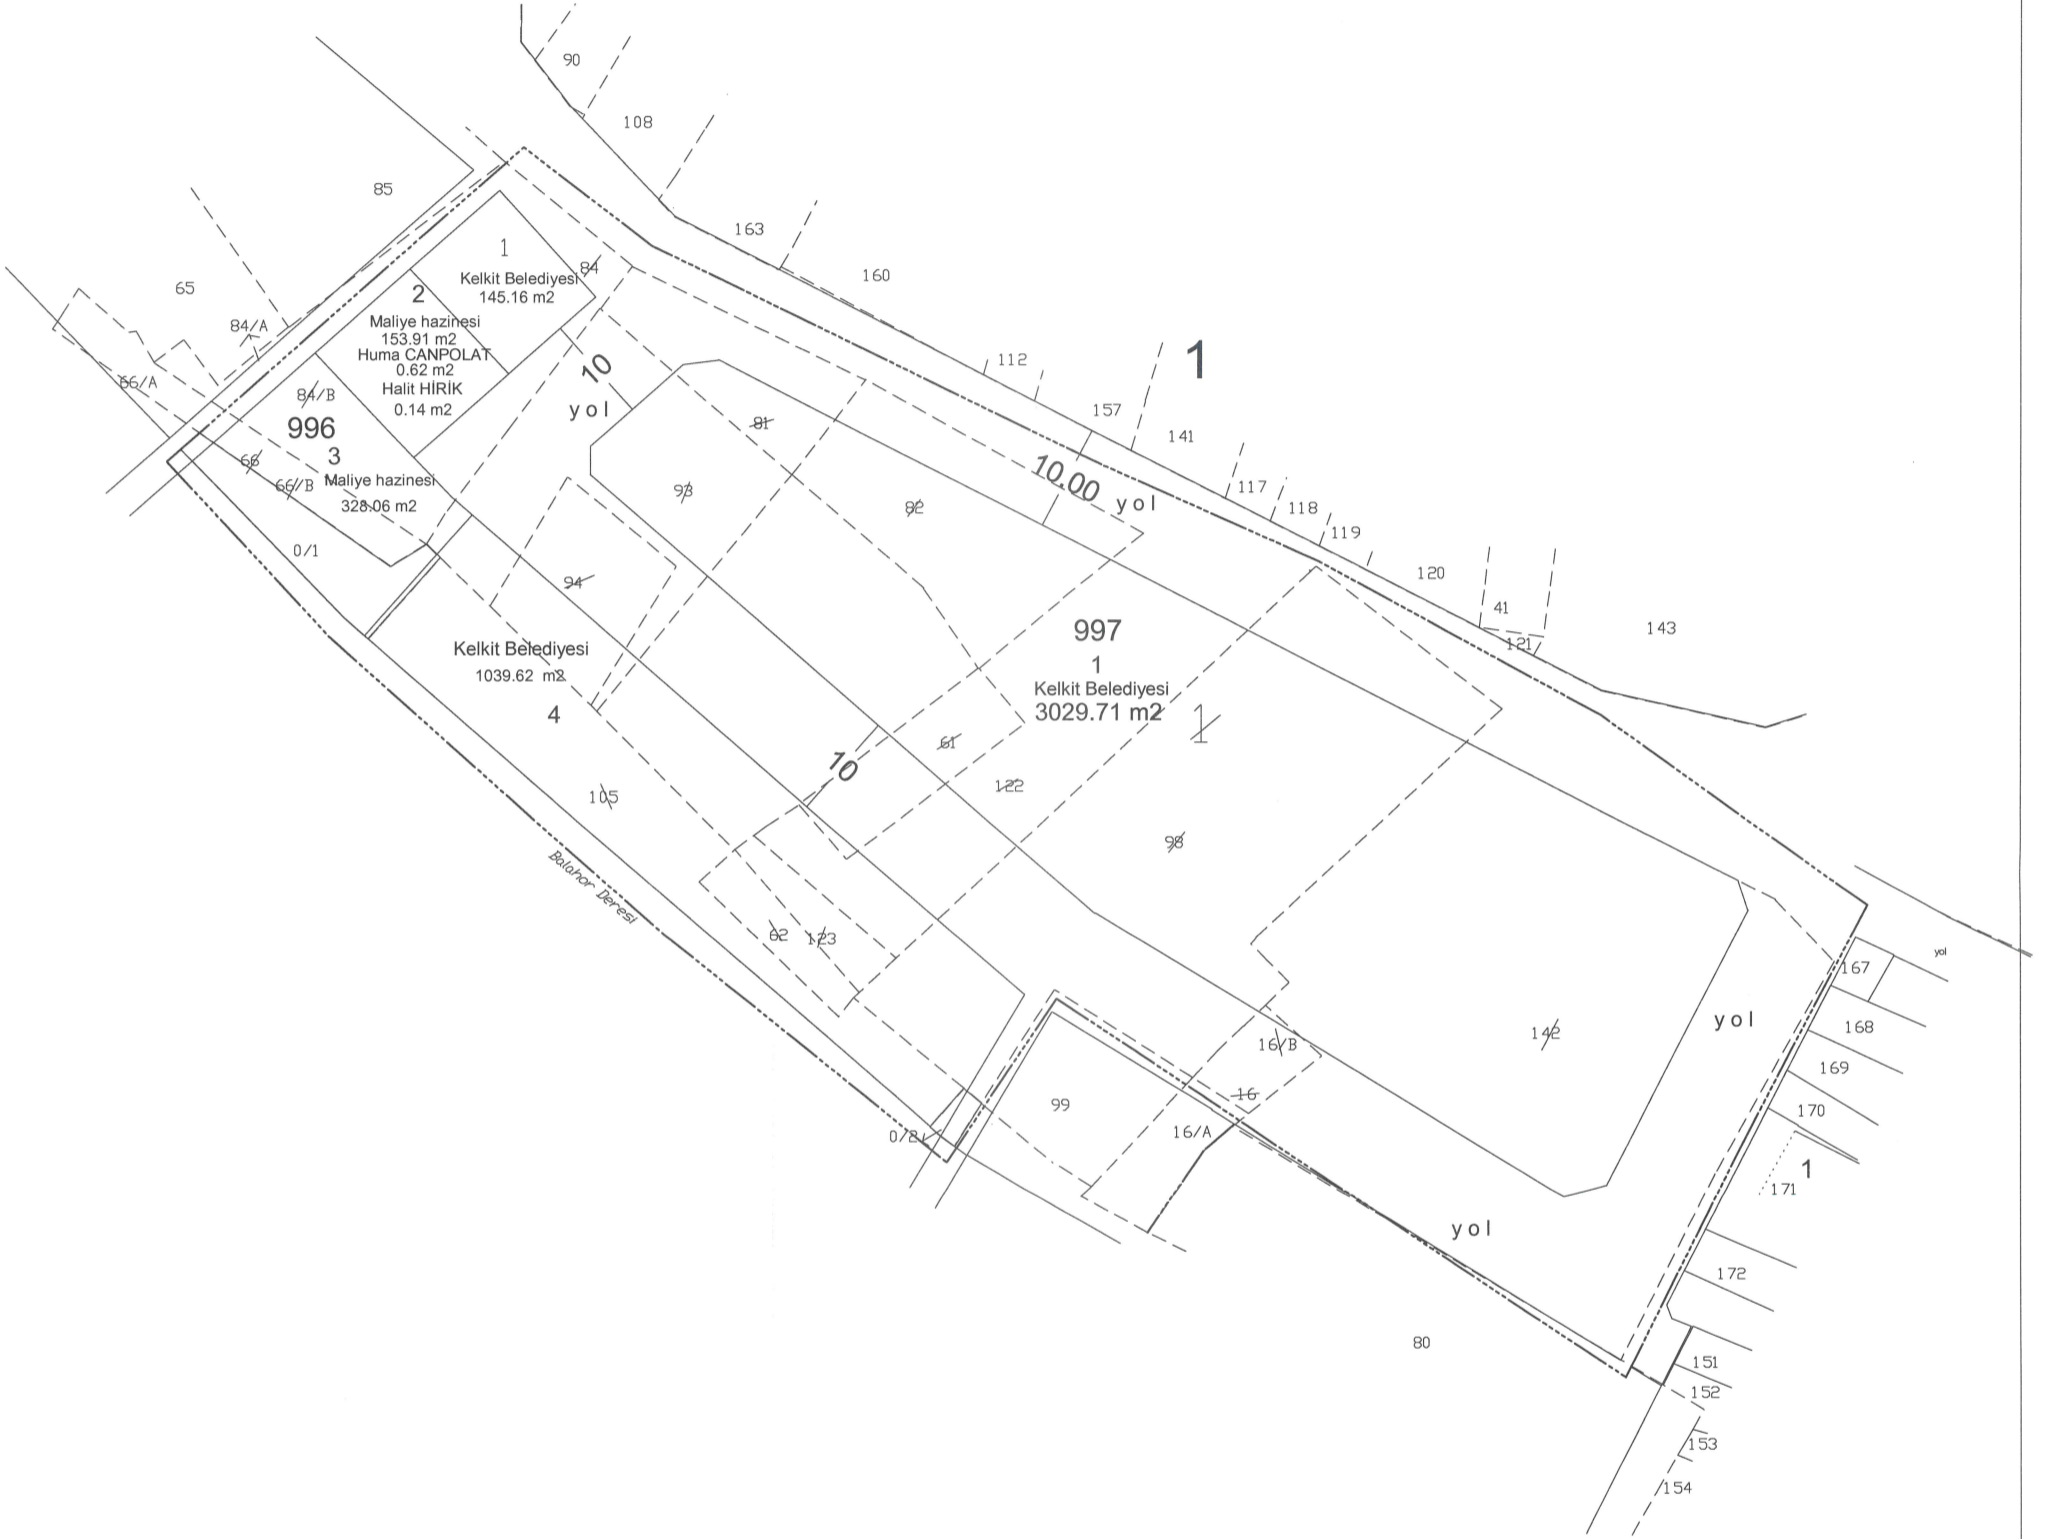 90
108
85
163
1
Kelkit Belediyesi
145.16 m2
84
160
65
84/A
2
Maliye hazinesi
153.91 m2
Huma CANPOLAT
0.62 m2
Halit HİRİK
0.14 m2
66/A
84/B
996
3
66
66/B
Maliye hazinesi
328.06 m2
0/1
10
yol
81
93
82
94
112
1
157
141
10.00
yol
117
118
119
120
41
121
143
Kelkit Belediyesi
1039.62 m2
4
997
1
Kelkit Belediyesi
3029.71 m2
1
61
10
122
105
98
Balahor Deresi
62
123
142
yol
yol
167
168
169
170
1
171
16/B
16
99
16/A
0/2
yol
172
80
151
152
153
154